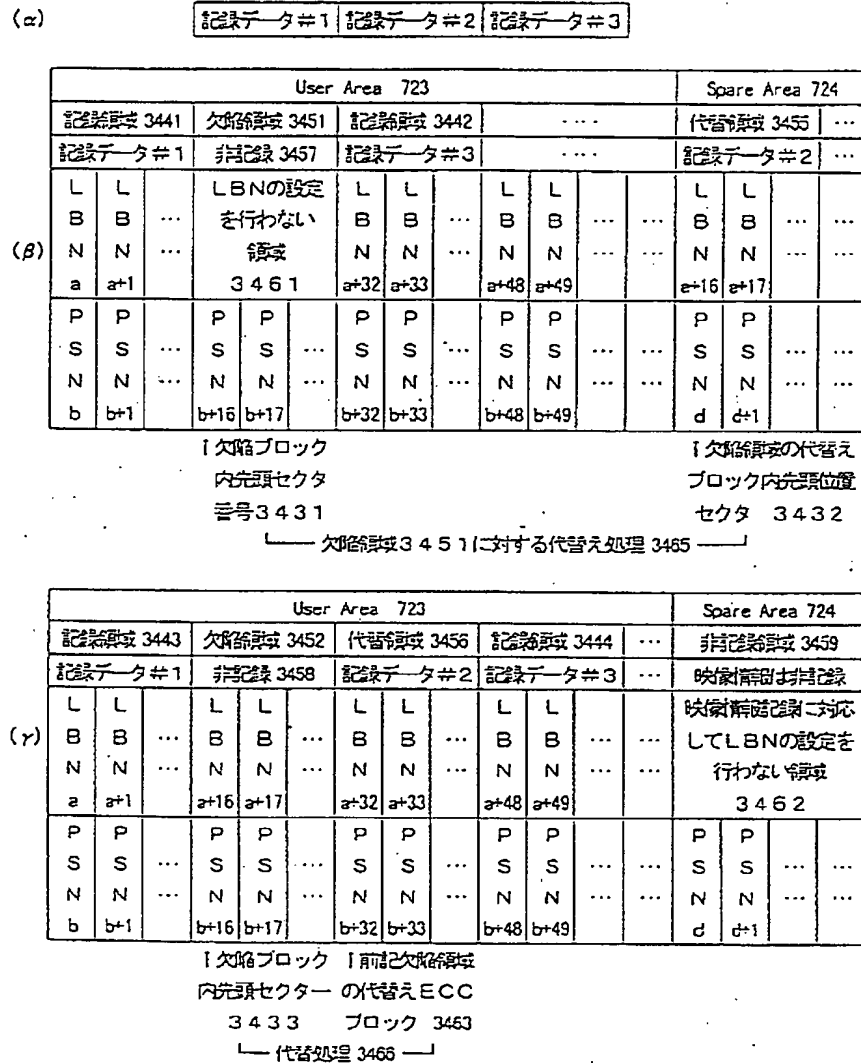 (α)
記録データ#1 記録データ#2 記録データ#3
User Area 723 Spare Area 724
記録領域 3441 欠陥領域 3451 記録領域 3442 ‥‥ 代替領域 3455 …
記録データ#1 非記録 3457 記録データ#3 ‥‥ 記録データ#2 …
(β)
L L LBNの設定 L L L L L L
B B … を行わない B B … B B … … B B … …
N N 領域 N N … N N … … N N … …
a a+1 3461 a+32 a+33 a+48 a+49 a+16 a+17
P P P P P P P P P P
S S … S S … S S … S S … … S S … …
N N … N N … N N … N N … … N N … …
b b+1 b+16 b+17 b+32 b+33 b+48 b+49 d d+1
↑欠陥ブロック ↑欠陥領域の代替え
内先頭セクタ ブロック内先頭位置
番号3431 セクタ 3432
欠陥領域3451に対する代替え処理 3465
User Area 723 Spare Area 724
記録領域 3443 欠陥領域 3452 代替領域 3456 記録領域 3444 … 非記録領域 3459
記録データ#1 非記録 3458 記録データ#2 記録データ#3 … 映像情報は非記録
(γ)
L L L L L L L L 映像情報記録に対応
B B … B B … B B … B B … … してLBNの設定を
N N … N N … N N … N N … … 行わない領域
a a+1 a+16 a+17 a+32 a+33 a+48 a+49 3462
P P P P P P P P P P
S S … S S … S S … S S … … S S … …
N N … N N … N N … N N … … N N … …
b b+1 b+16 b+17 b+32 b+33 b+48 b+49 d d+1
↑欠陥ブロック ↑前記欠陥領域
内先頭セクター の代替えECC
3433 ブロック 3463
代替処理 3466